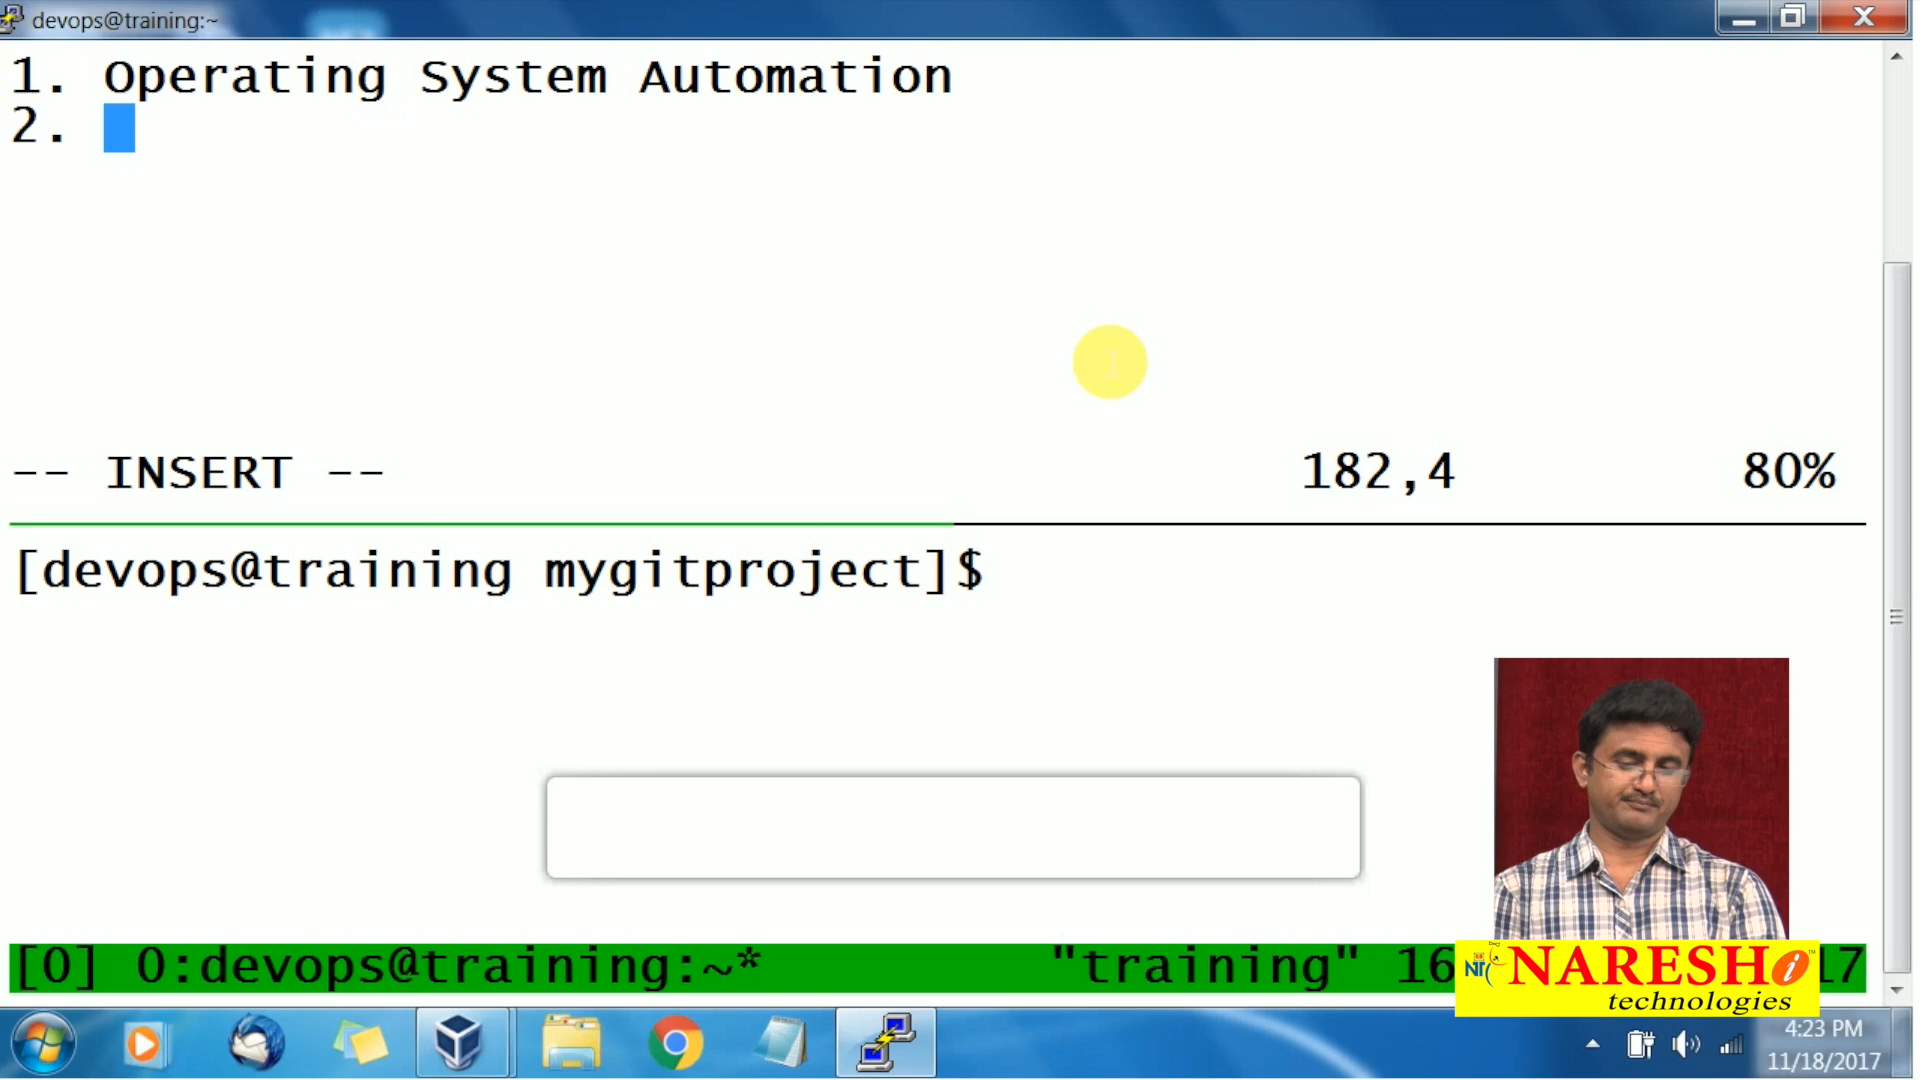 devops@training:~
1. Operating System Automation
2.
-- INSERT -- 182,4 80%
[devops@training mygitproject]$
[0] 0:devops@training:~* "training" 16
17
NARESH i
technologies
4:23 PM
11/18/2017